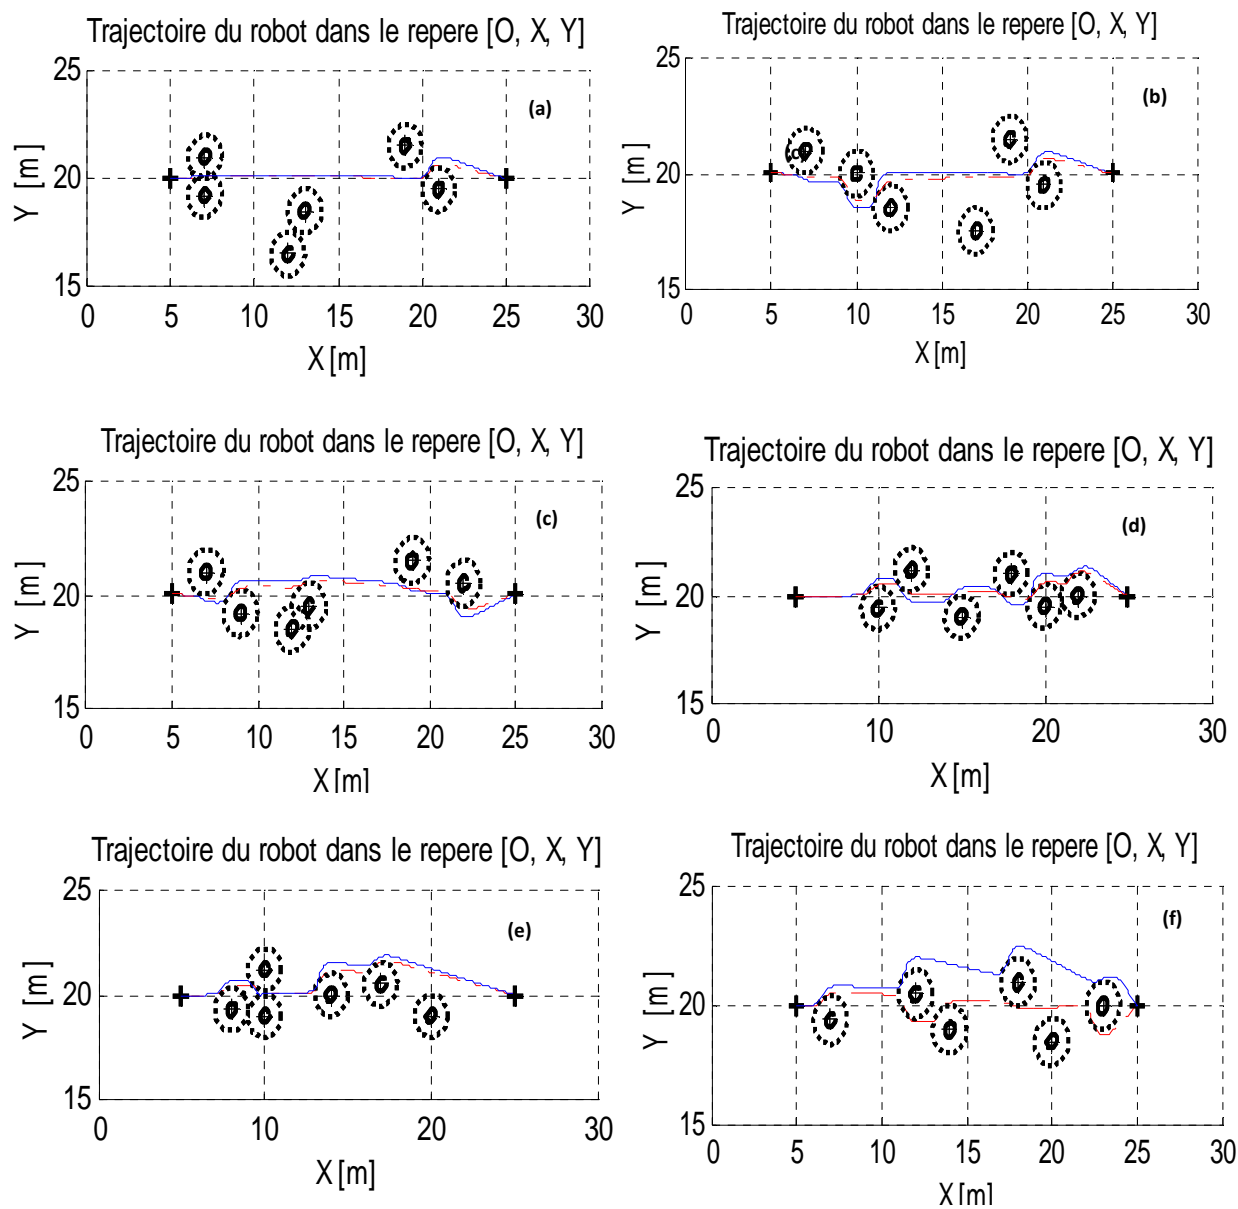 Trajectoire du robot dans le repere [O, X, Y]
25
20
15
Y [m]
(a)
0 5 10 15 20 25 30
X [m]
Trajectoire du robot dans le repere [O, X, Y]
25
20
15
Y [m]
(b)
0 5 10 15 20 25 30
X [m]
Trajectoire du robot dans le repere [O, X, Y]
25
20
15
Y [m]
(c)
0 5 10 15 20 25 30
X [m]
Trajectoire du robot dans le repere [O, X, Y]
25
20
15
Y [m]
(d)
0 10 20 30
X [m]
Trajectoire du robot dans le repere [O, X, Y]
25
20
15
Y [m]
(e)
0 10 20 30
X [m]
Trajectoire du robot dans le repere [O, X, Y]
25
20
15
Y [m]
(f)
0 5 10 15 20 25 30
X [m]